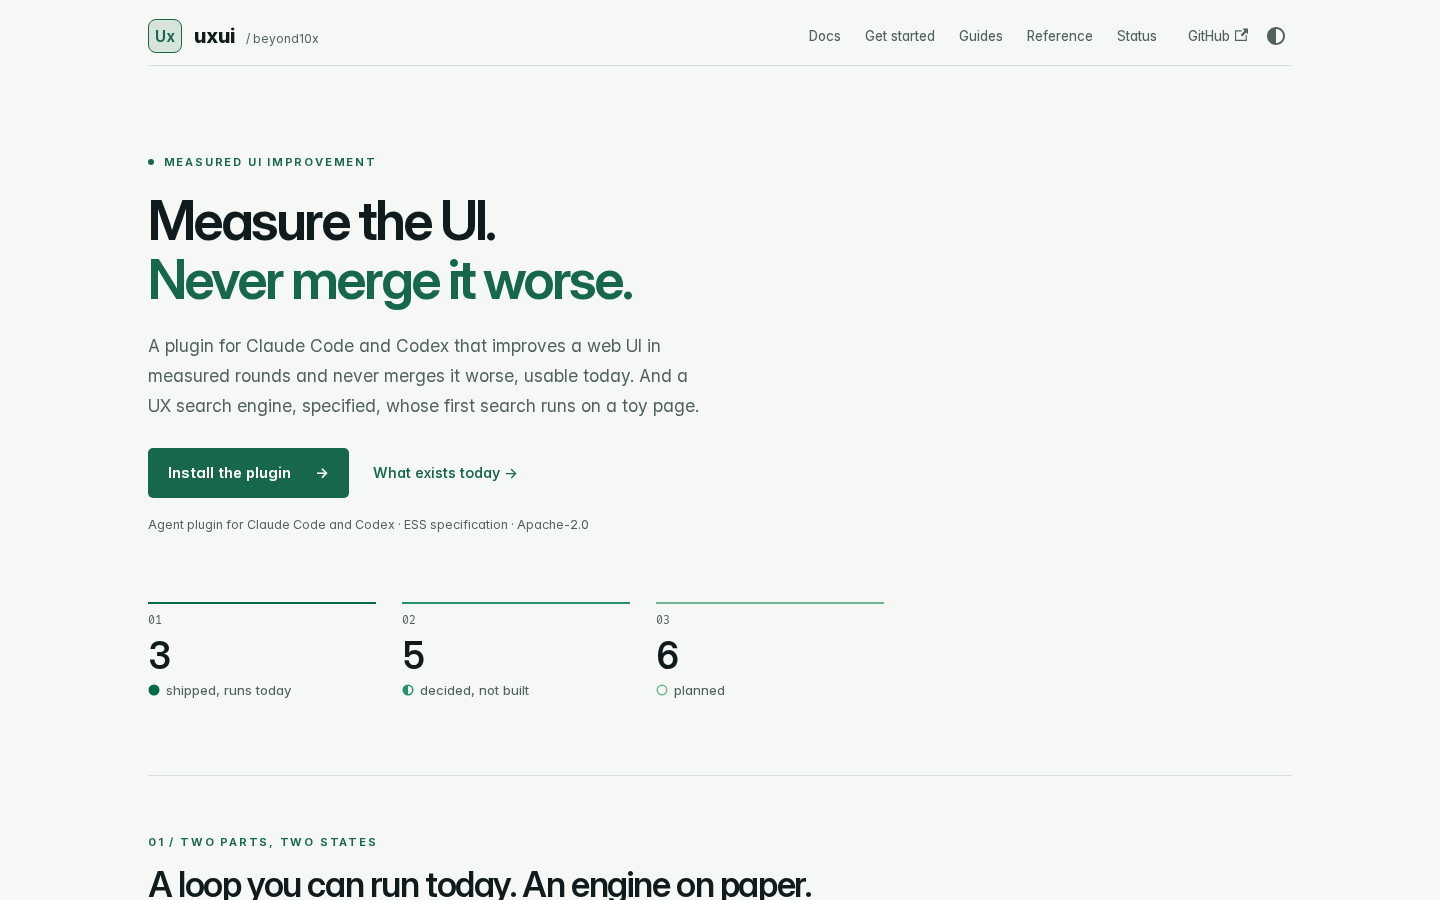 Ux uxui / beyond10x
Docs Get started Guides Reference Status GitHub
MEASURED UI IMPROVEMENT
Measure the UI.
Never merge it worse.
A plugin for Claude Code and Codex that improves a web UI in
measured rounds and never merges it worse, usable today. And a
UX search engine, specified, whose first search runs on a toy page.
Install the plugin →
What exists today →
Agent plugin for Claude Code and Codex · ESS specification · Apache-2.0
01
3
shipped, runs today
02
5
decided, not built
03
6
planned
01 / TWO PARTS, TWO STATES
A loop you can run today. An engine on paper.